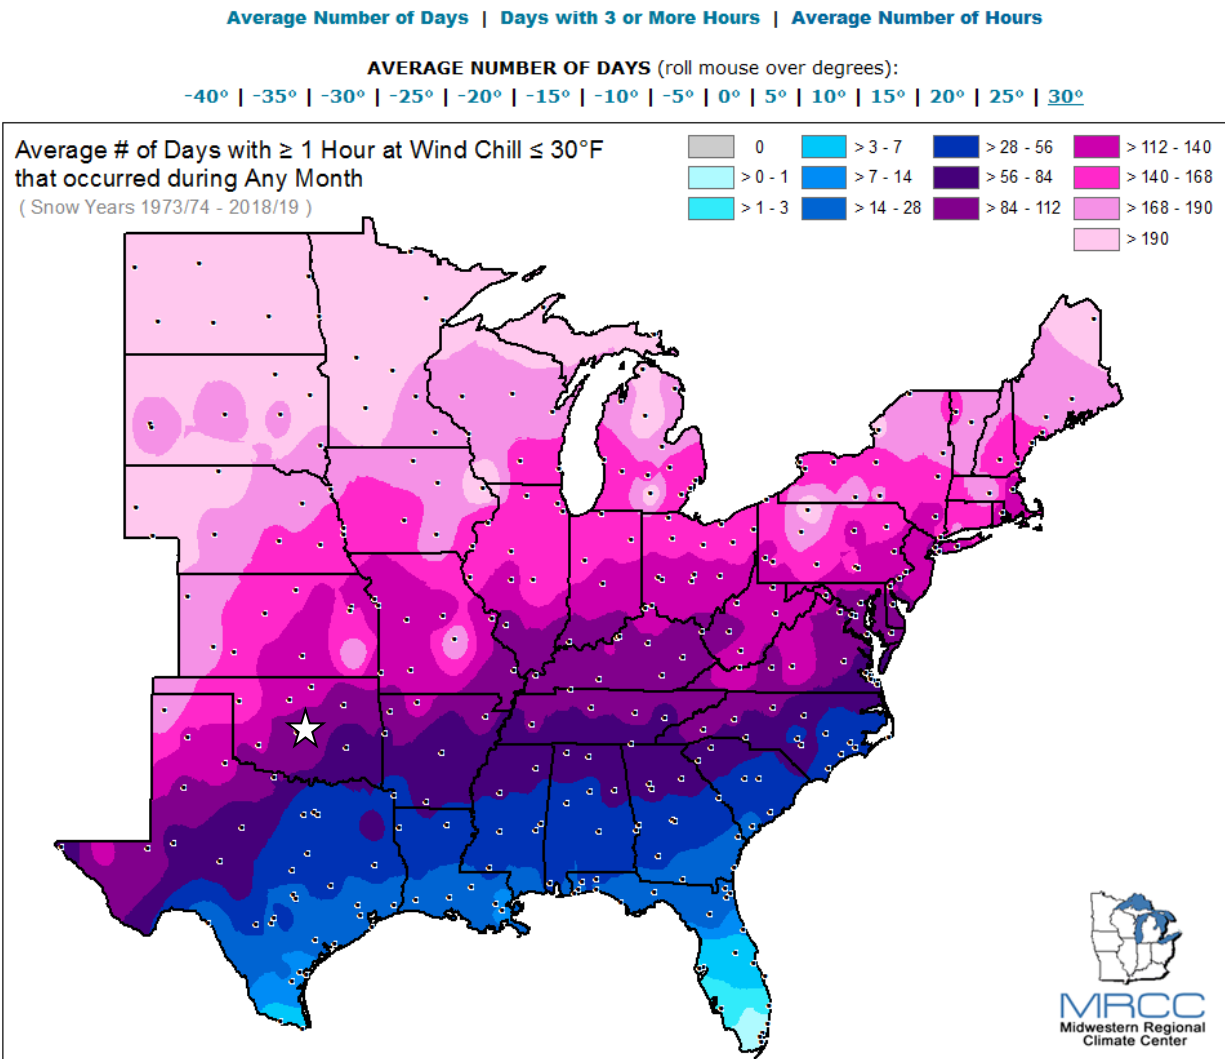 Average Number of Days | Days with 3 or More Hours | Average Number of Hours
AVERAGE NUMBER OF DAYS (roll mouse over degrees):
-40° | -35° | -30° | -25° | -20° | -15° | -10° | -5° | 0° | 5° | 10° | 15° | 20° | 25° | 30°
Average # of Days with ≥ 1 Hour at Wind Chill ≤ 30°F
that occurred during Any Month
( Snow Years 1973/74 - 2018/19 )
0
> 0 - 1
> 1 - 3
> 3 - 7
> 7 - 14
> 14 - 28
> 28 - 56
> 56 - 84
> 84 - 112
> 112 - 140
> 140 - 168
> 168 - 190
> 190
MRCC
Midwestern Regional
Climate Center